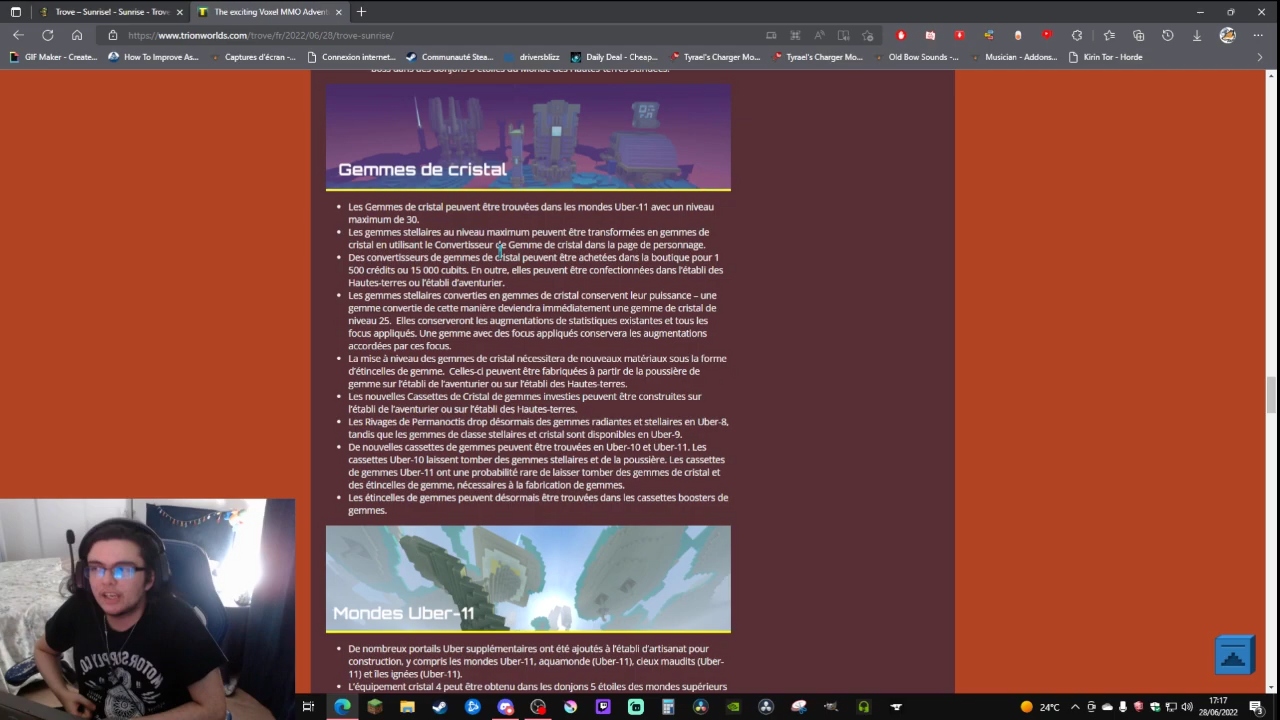 Trove – Sunrise! - Sunrise - Trove
The exciting Voxel MMO Advent
https://www.trionworlds.com/trove/fr/2022/06/28/trove-sunrise/
GIF Maker - Create...
How To Improve As...
Captures d'écran -...
Connexion internet...
Communauté Stea...
driversblizz
Daily Deal - Cheap...
Tyrael's Charger Mo...
Tyrael's Charger Mo...
Old Bow Sounds -...
Musician - Addons...
Kirin Tor - Horde
boss dans des donjons 5 étoiles du Monde des Hautes-terres
Gemmes de cristal
Les Gemmes de cristal peuvent être trouvées dans les mondes Uber-11 avec un niveau
maximum de 30.
Les gemmes stellaires au niveau maximum peuvent être transformées en gemmes de
cristal en utilisant le Convertisseur de Gemme de cristal dans la page de personnage.
Des convertisseurs de gemmes de cristal peuvent être achetées dans la boutique pour 1
500 crédits ou 15 000 cubits. En outre, elles peuvent être confectionnées dans l'établi des
Hautes-terres ou l'établi d'aventurier.
Les gemmes stellaires converties en gemmes de cristal conservent leur puissance – une
gemme convertie de cette manière deviendra immédiatement une gemme de cristal de
niveau 25. Elles conserveront les augmentations de statistiques existantes et tous les
focus appliqués. Une gemme avec des focus appliqués conservera les augmentations
accordées par ces focus.
La mise à niveau des gemmes de cristal nécessitera de nouveaux matériaux sous la forme
d'étincelles de gemme. Celles-ci peuvent être fabriquées à partir de la poussière de
gemme sur l'établi de l'aventurier ou sur l'établi des Hautes-terres.
Les nouvelles Cassettes de Cristal de gemmes investies peuvent être construites sur
l'établi de l'aventurier ou sur l'établi des Hautes-terres.
Les Rivages de Permanoctis drop désormais des gemmes radiantes et stellaires en Uber-8,
tandis que les gemmes de classe stellaires et cristal sont disponibles en Uber-9.
De nouvelles cassettes de gemmes peuvent être trouvées en Uber-10 et Uber-11. Les
cassettes Uber-10 laissent tomber des gemmes stellaires et de la poussière. Les cassettes
de gemmes Uber-11 ont une probabilité rare de laisser tomber des gemmes de cristal et
des étincelles de gemme, nécessaires à la fabrication de gemmes.
Les étincelles de gemmes peuvent désormais être trouvées dans les cassettes boosters de
gemmes.
Mondes Uber-11
De nombreux portails Uber supplémentaires ont été ajoutés à l'établi d'artisanat pour
construction, y compris les mondes Uber-11, aquamonde (Uber-11), cieux maudits (Uber-
11) et îles ignées (Uber-11).
L'équipement cristal 4 peut être obtenu dans les donjons 5 étoiles des mondes supérieurs
24°C
17:17
28/06/2022